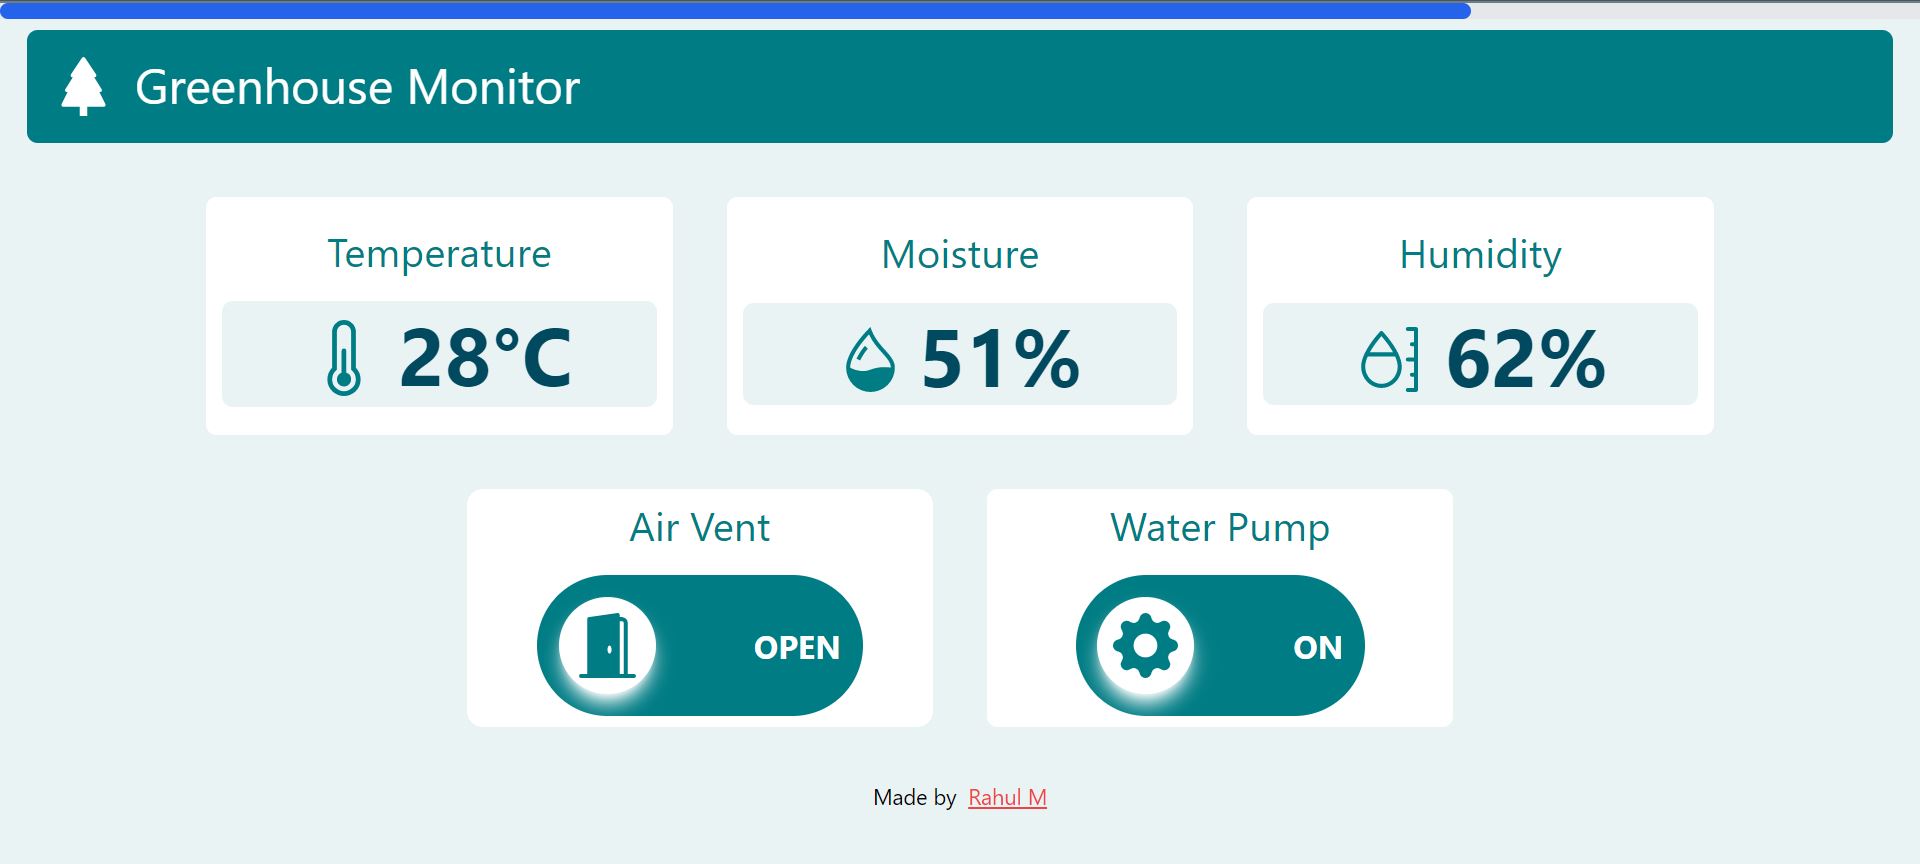 Greenhouse Monitor
Temperature
Moisture
Humidity
28°C
51%
62%
Air Vent
Water Pump
OPEN
ON
Made by Rahul M